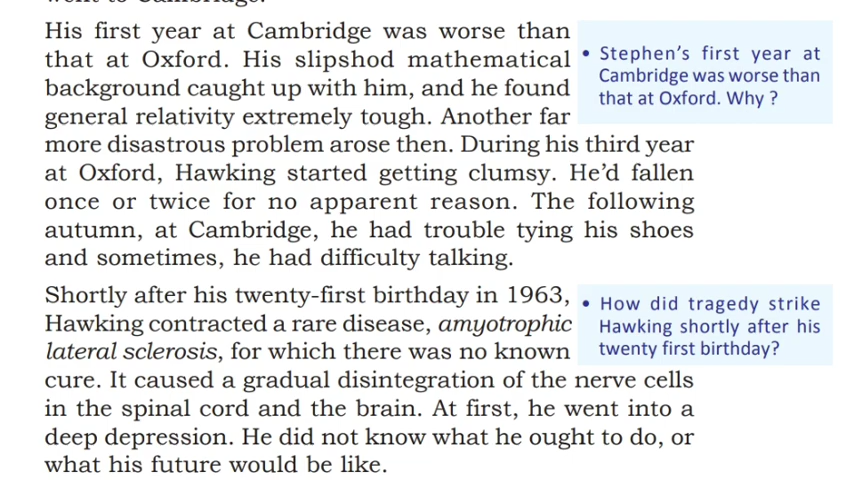 His first year at Cambridge was worse than
that at Oxford. His slipshod mathematical
background caught up with him, and he found
general relativity extremely tough. Another far
more disastrous problem arose then. During his third year
at Oxford, Hawking started getting clumsy. He’d fallen
once or twice for no apparent reason. The following
autumn, at Cambridge, he had trouble tying his shoes
and sometimes, he had difficulty talking.
• Stephen’s first year at
Cambridge was worse than
that at Oxford. Why ?
Shortly after his twenty-first birthday in 1963,
Hawking contracted a rare disease, amyotrophic
lateral sclerosis, for which there was no known
cure. It caused a gradual disintegration of the nerve cells
in the spinal cord and the brain. At first, he went into a
deep depression. He did not know what he ought to do, or
what his future would be like.
• How did tragedy strike
Hawking shortly after his
twenty first birthday?